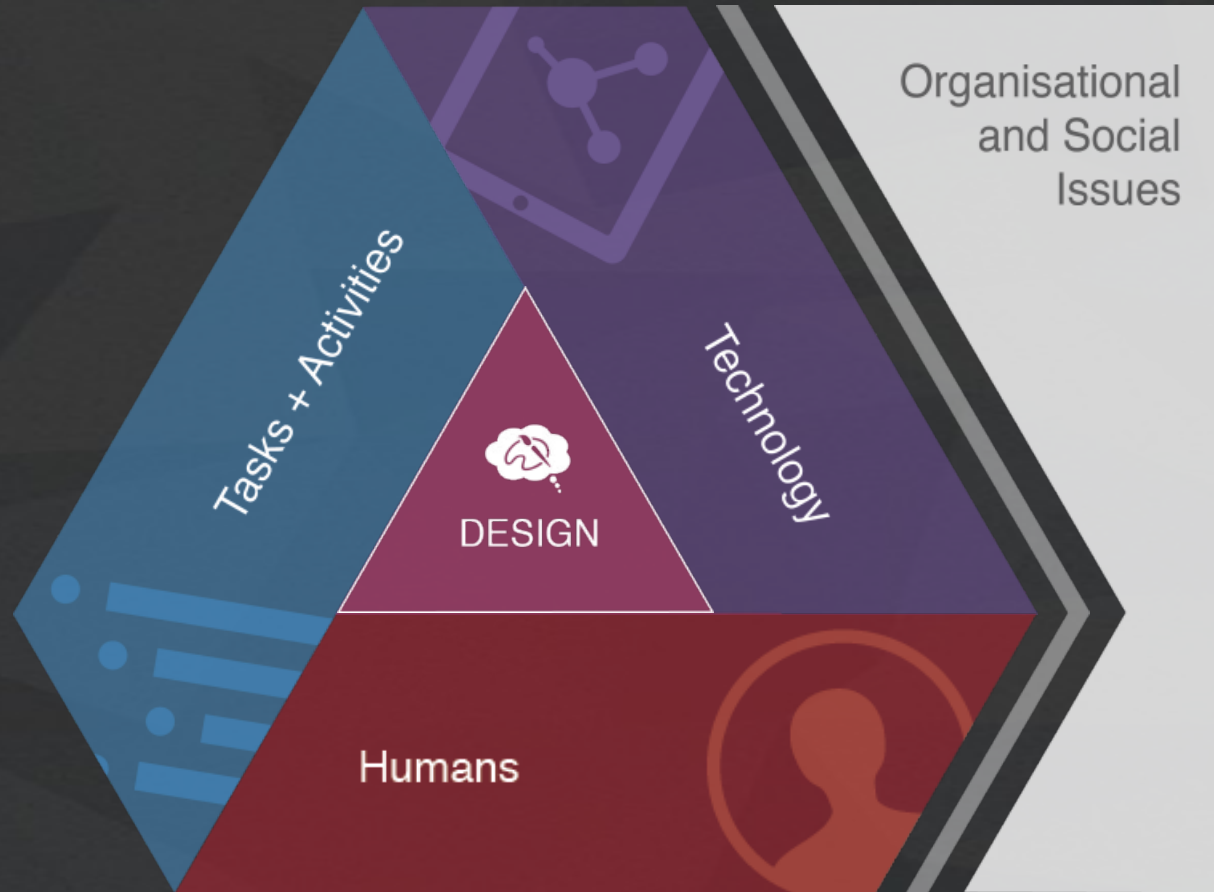 Organisational
and Social
Issues
Tasks + Activities
Technology
DESIGN
Humans